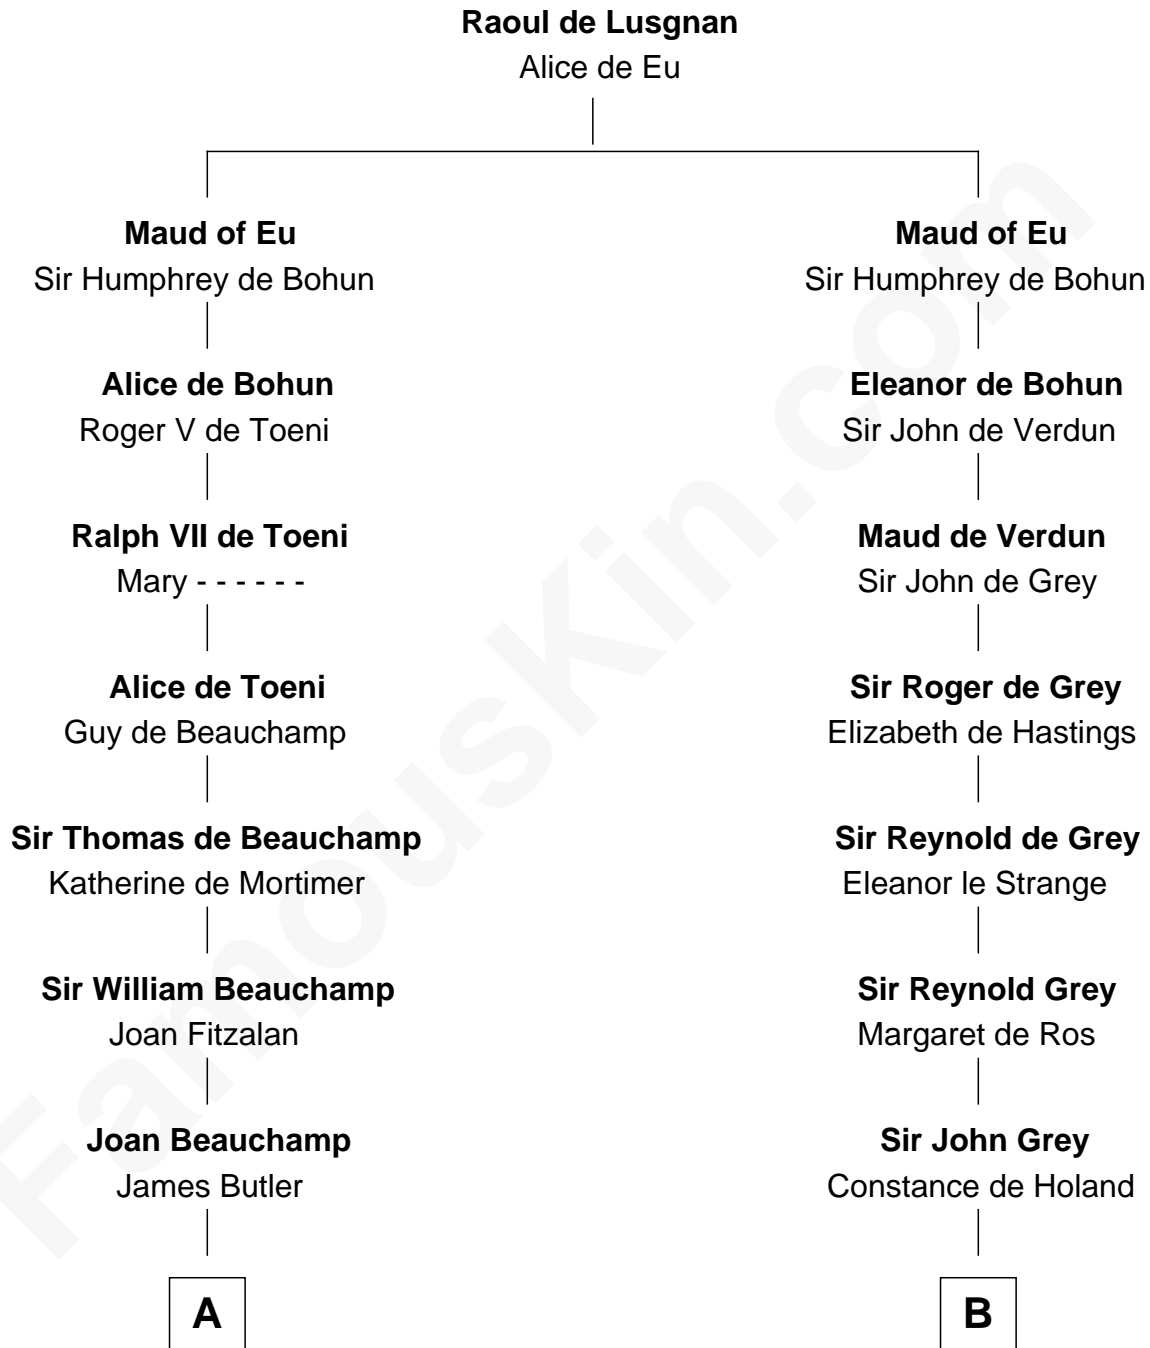 Raoul de Lusgnan
Alice de Eu
Maud of Eu
Sir Humphrey de Bohun
Maud of Eu
Sir Humphrey de Bohun
Alice de Bohun
Roger V de Toeni
Eleanor de Bohun
Sir John de Verdun
Ralph VII de Toeni
Mary - - - - - -
Maud de Verdun
Sir John de Grey
Alice de Toeni
Guy de Beauchamp
Sir Roger de Grey
Elizabeth de Hastings
Sir Thomas de Beauchamp
Katherine de Mortimer
Sir Reynold de Grey
Eleanor le Strange
Sir William Beauchamp
Joan Fitzalan
Sir Reynold Grey
Margaret de Ros
Joan Beauchamp
James Butler
Sir John Grey
Constance de Holand
A
B
FamousKin.com